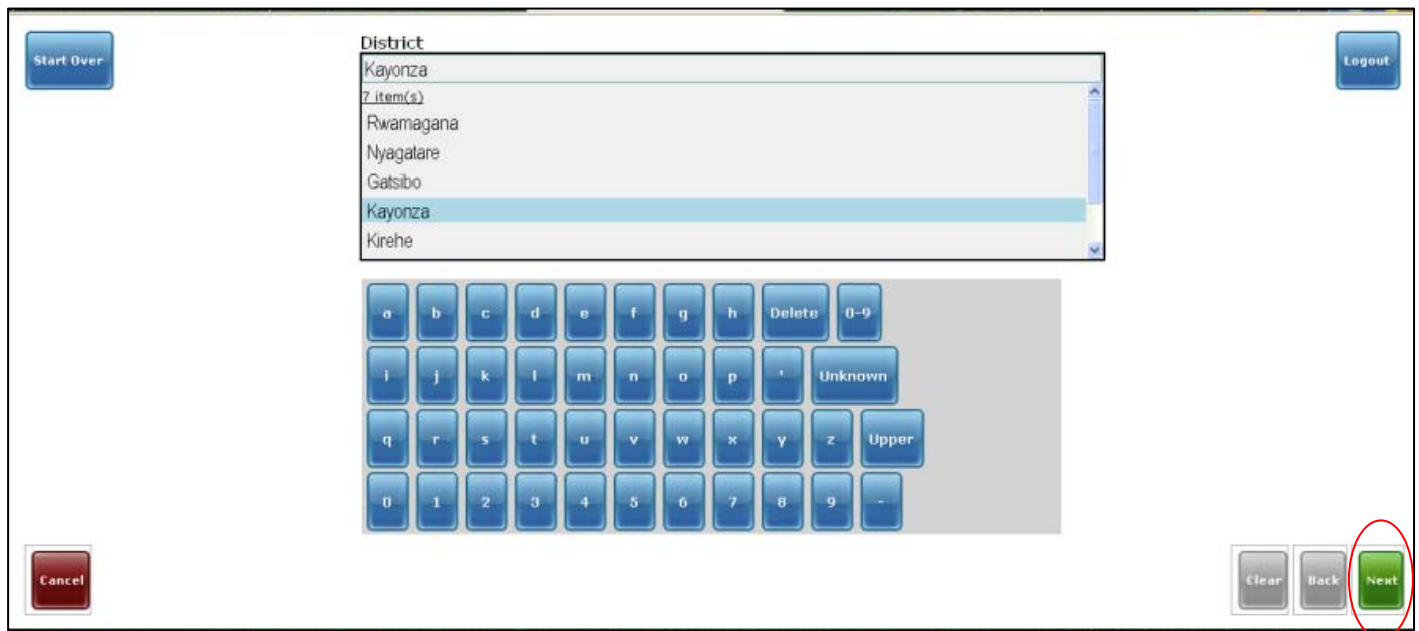 Start Over
District
Logout
Kayonza
7 item(s)
Rwamagana
Nyagatare
Gatsibo
Kayonza
Kirehe
a b c d e f g h Delete 0-9
i j k l m n o p ' Unknown
q r s t u v w x y z Upper
0 1 2 3 4 5 6 7 8 9 -
Cancel
Clear Back Next